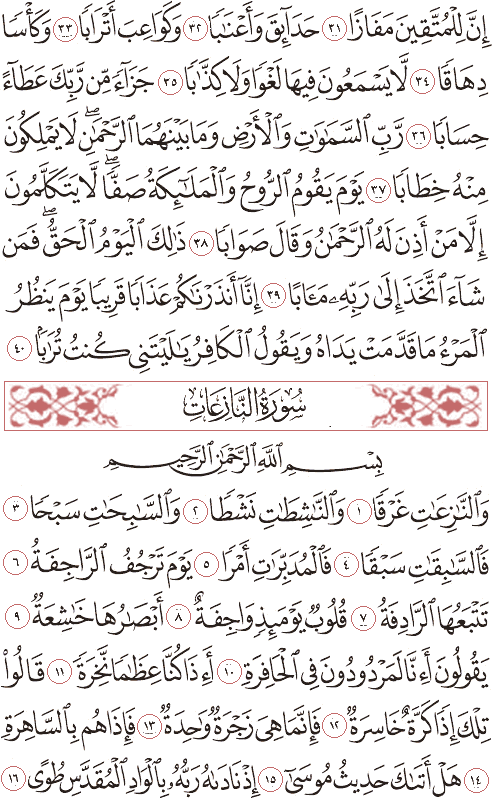 إِنَّ لِلْمُتَّقِينَ مَفَازًا ٣١ حَدَآئِقَ وَأَعْنَٰبًا ٣٢ وَكَوَاعِبَ أَتْرَابًا ٣٣ وَكَأْسًا
دِهَاقًا ٣٤ لَّا يَسْمَعُونَ فِيهَا لَغْوًا وَلَا كِذَّٰبًا ٣٥ جَزَآءً مِّن رَّبِّكَ عَطَآءً
حِسَابًا ٣٦ رَّبِّ ٱلسَّمَٰوَٰتِ وَٱلْأَرْضِ وَمَا بَيْنَهُمَا ٱلرَّحْمَٰنِۖ لَا يَمْلِكُونَ
مِنْهُ خِطَابًا ٣٧ يَوْمَ يَقُومُ ٱلرُّوحُ وَٱلْمَلَٰٓئِكَةُ صَفًّاۖ لَّا يَتَكَلَّمُونَ
إِلَّا مَنْ أَذِنَ لَهُ ٱلرَّحْمَٰنُ وَقَالَ صَوَابًا ٣٨ ذَٰلِكَ ٱلْيَوْمُ ٱلْحَقُّۖ فَمَن
شَآءَ ٱتَّخَذَ إِلَىٰ رَبِّهِۦ مَـَٔابًا ٣٩ إِنَّآ أَنذَرْنَٰكُمْ عَذَابًا قَرِيبًا يَوْمَ يَنظُرُ
ٱلْمَرْءُ مَا قَدَّمَتْ يَدَاهُ وَيَقُولُ ٱلْكَافِرُ يَٰلَيْتَنِى كُنتُ تُرَٰبًۢا ٤٠
سُورَةُ النَّازِعَاتِ
بِسْمِ ٱللَّهِ ٱلرَّحْمَٰنِ ٱلرَّحِيمِ
وَٱلنَّٰزِعَٰتِ غَرْقًا ١ وَٱلنَّٰشِطَٰتِ نَشْطًا ٢ وَٱلسَّٰبِحَٰتِ سَبْحًا ٣
فَٱلسَّٰبِقَٰتِ سَبْقًا ٤ فَٱلْمُدَبِّرَٰتِ أَمْرًا ٥ يَوْمَ تَرْجُفُ ٱلرَّاجِفَةُ ٦
تَتْبَعُهَا ٱلرَّادِفَةُ ٧ قُلُوبٌ يَوْمَئِذٍ وَاجِفَةٌ ٨ أَبْصَٰرُهَا خَٰشِعَةٌ ٩
يَقُولُونَ أَءِنَّا لَمَرْدُودُونَ فِى ٱلْحَافِرَةِ ١٠ أَءِذَا كُنَّا عِظَٰمًا نَّخِرَةً ١١ قَالُوا۟
تِلْكَ إِذًا كَرَّةٌ خَاسِرَةٌ ١٢ فَإِنَّمَا هِىَ زَجْرَةٌ وَٰحِدَةٌ ١٣ فَإِذَا هُم بِٱلسَّاهِرَةِ
١٤ هَلْ أَتَىٰكَ حَدِيثُ مُوسَىٰٓ ١٥ إِذْ نَادَىٰهُ رَبُّهُۥ بِٱلْوَادِ ٱلْمُقَدَّسِ طُوًى ١٦